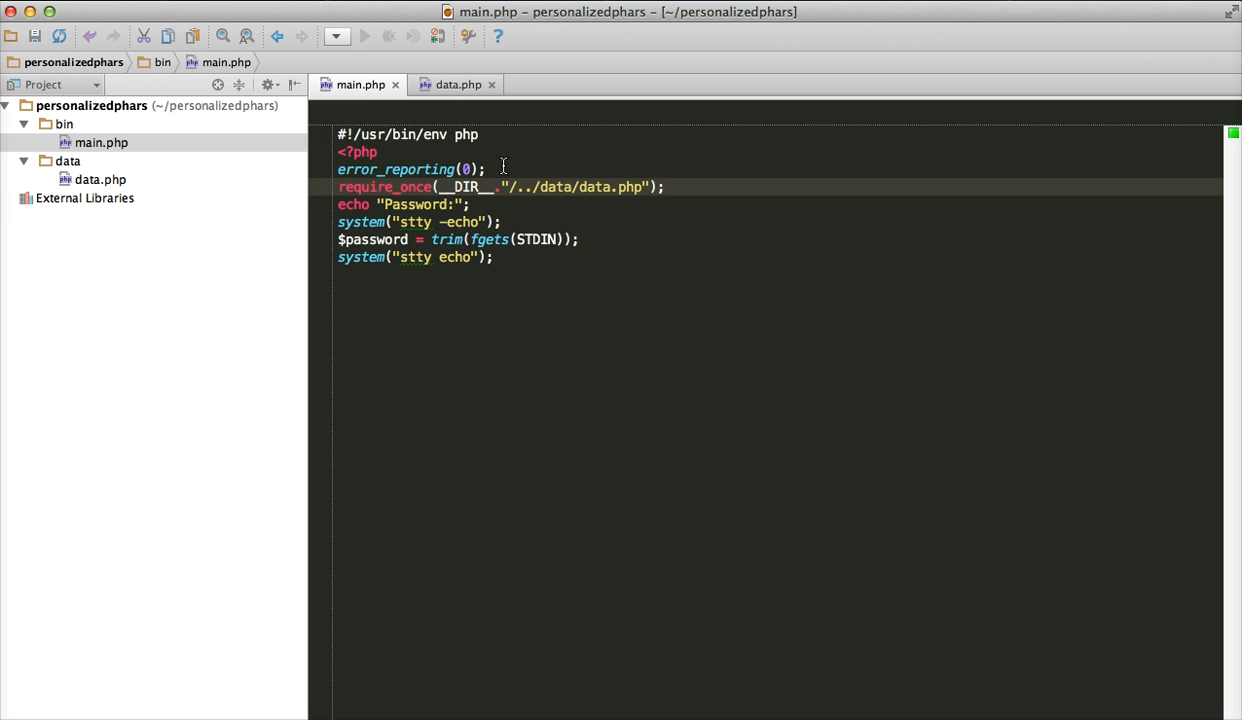 main.php – personalizedphars – [~/personalizedphars]
personalizedphars bin main.php
Project
main.php data.php
personalizedphars (~/personalizedphars)
bin
main.php
data
data.php
External Libraries
#!/usr/bin/env php
<?php
error_reporting(0);
require_once(__DIR__."/../data/data.php");
echo "Password:";
system("stty -echo");
$password = trim(fgets(STDIN));
system("stty echo");